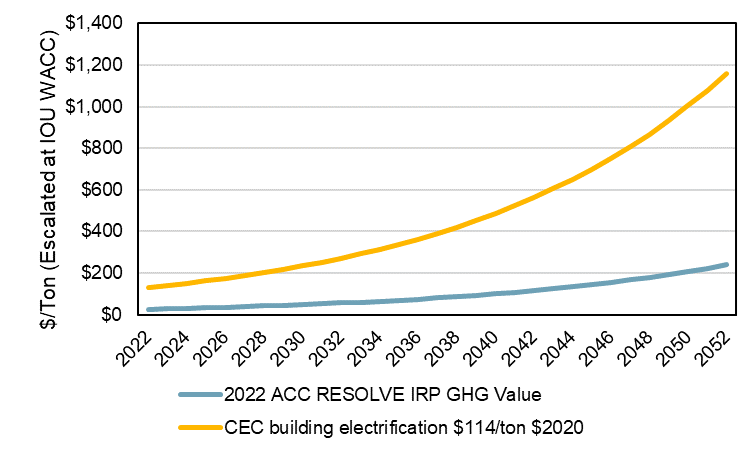 $/Ton (Escalated at IOU WACC)
$1,400
$1,200
$1,000
$800
$600
$400
$200
$0
2022 2024 2026 2028 2030 2032 2034 2036 2038 2040 2042 2044 2046 2048 2050 2052
2022 ACC RESOLVE IRP GHG Value
CEC building electrification $114/ton $2020